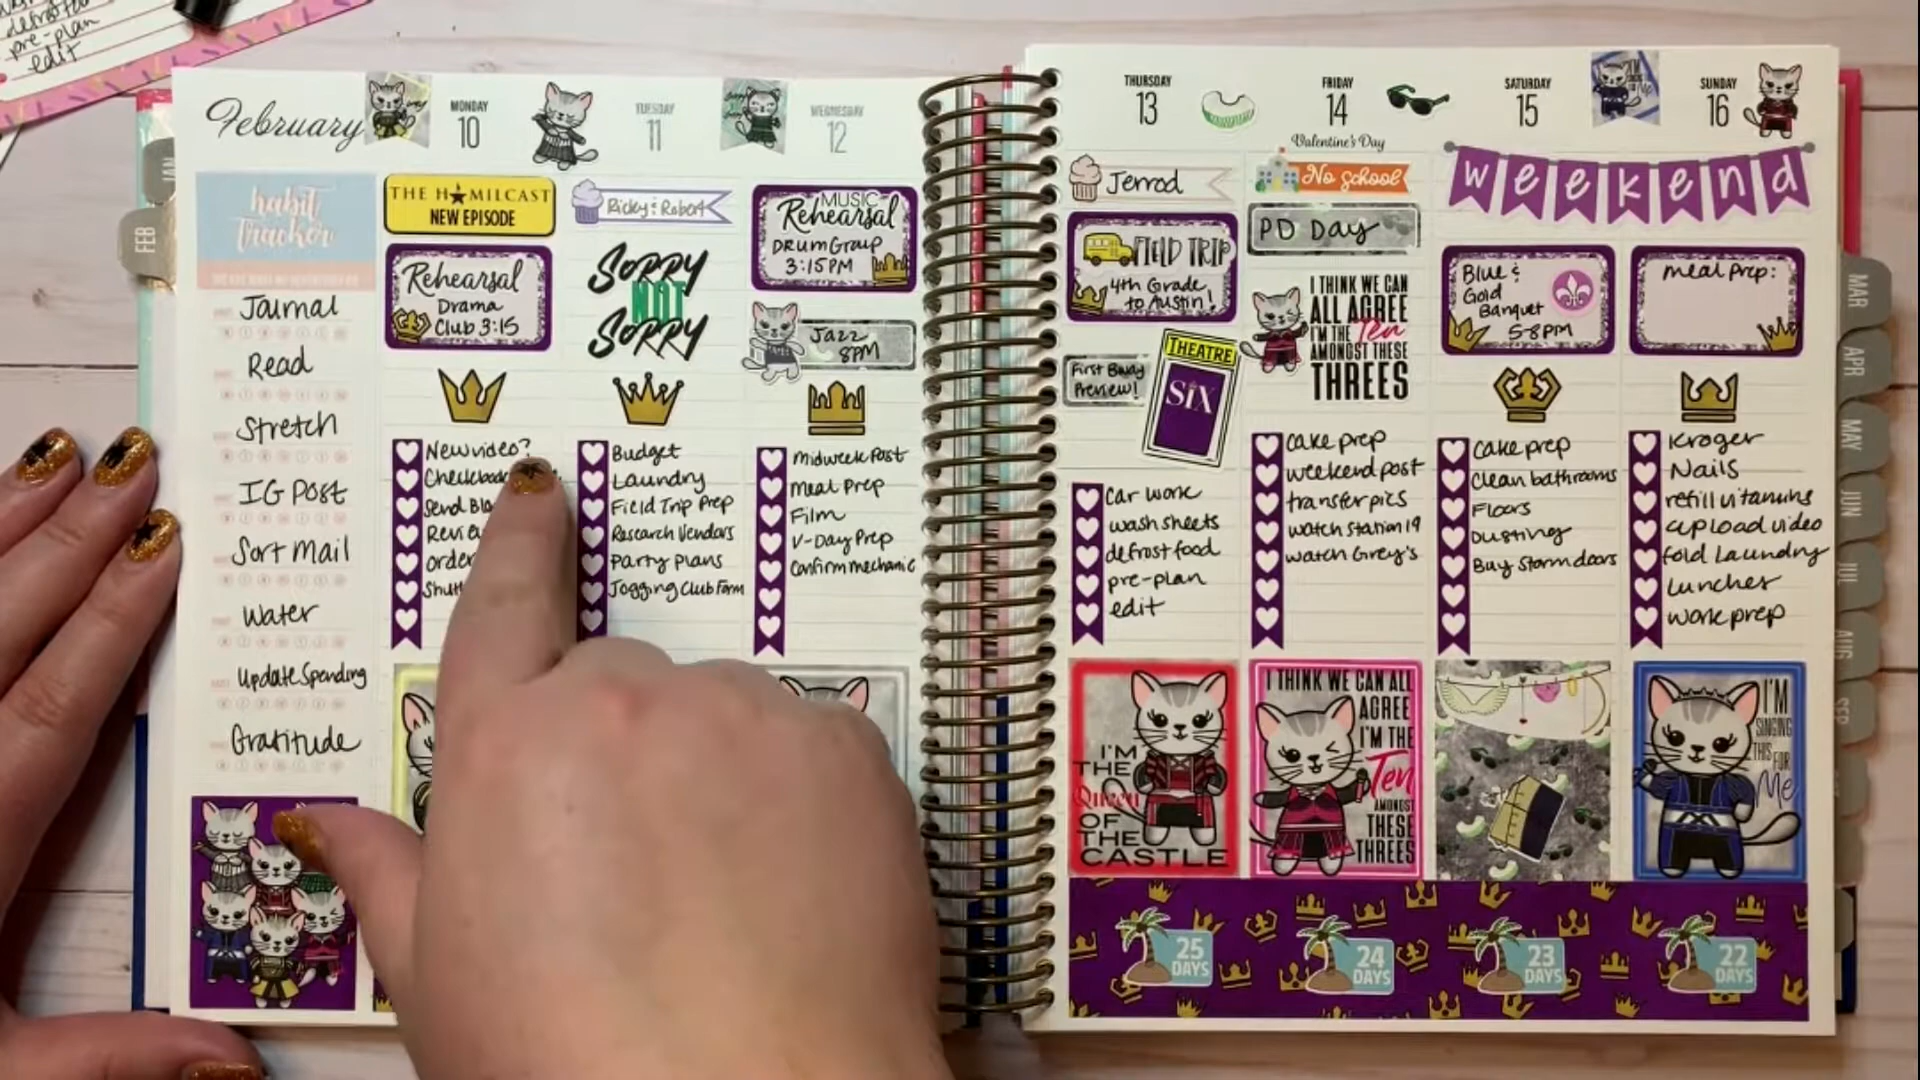 defrost food
pre-plan
edit
February
MONDAY
10
TUESDAY
11
WEDNESDAY
12
JAN
FEB
habit
Tracker
Journal
Read
Stretch
IG Post
Sort Mail
Water
Update Spending
Gratitude
THE HAMILCAST
NEW EPISODE
Rehearsal
Drama
Club 3:15
New video?
Send
order
Ricky & Robert
SORRY
NOT
SORRY
Budget
Laundry
Field Trip Prep
Research Vendors
Party Plans
Jogging Club Form
MUSIC
Rehearsal
Drum Group
3:15PM
Jazz
8PM
Midweek Post
Meal Prep
Film
V-Day Prep
Confirm mechanic
THURSDAY
13
FRIDAY
14
Valentine's Day
SATURDAY
15
SUNDAY
16
Jerrod
FIELD TRIP
4th Grade
to Austin!
First Bway
Preview!
THEATRE
SIX
car work
wash sheets
defrost food
pre-plan
edit
No school
PD Day
I THINK WE CAN
ALL AGREE
I'M THE Ten
AMONGST THESE
THREES
cake prep
weekend post
transfer pics
watch Station 19
watch Grey's
weekend
Blue &
Gold
Banquet
5-8PM
cake prep
Clean bathrooms
Floors
Dusting
Buy Storm doors
meal Prep:
Kroger
Nails
refill vitamins
upload video
fold Laundry
Lunches
work prep
I'M
THE
Queen
OF
THE
CASTLE
I THINK WE CAN ALL
AGREE
I'M THE
Ten
AMONGST
THESE
THREES
I'M
SINGING
THIS
FOR
Me
25
DAYS
24
DAYS
23
DAYS
22
DAYS
MAR
APR
MAY
JUN
JUL
AUG
SEP